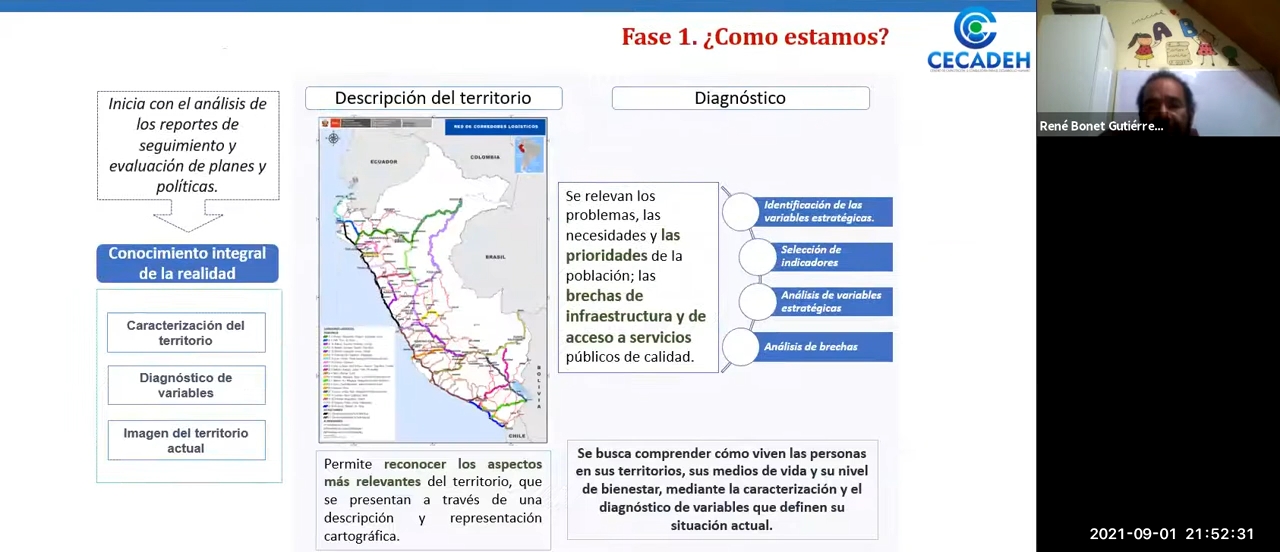 Fase 1. ¿Como estamos?
CECADEH
Inicia con el análisis de
los reportes de
seguimiento y
evaluación de planes y
políticas.
Conocimiento integral
de la realidad
Caracterización del
territorio
Diagnóstico de
variables
Imagen del territorio
actual
Descripción del territorio
RED DE CORREDORES LOGÍSTICOS
ECUADOR
COLOMBIA
BRASIL
BOLIVIA
CHILE
Permite reconocer los aspectos
más relevantes del territorio, que
se presentan a través de una
descripción y representación
cartográfica.
Diagnóstico
Se relevan los
problemas, las
necesidades y las
prioridades de la
población; las
brechas de
infraestructura y de
acceso a servicios
públicos de calidad.
Identificación de las
variables estratégicas.
Selección de
indicadores
Análisis de variables
estratégicas
Análisis de brechas
Se busca comprender cómo viven las personas
en sus territorios, sus medios de vida y su nivel
de bienestar, mediante la caracterización y el
diagnóstico de variables que definen su
situación actual.
René Bonet Gutiérre...
2021-09-01 21:52:31